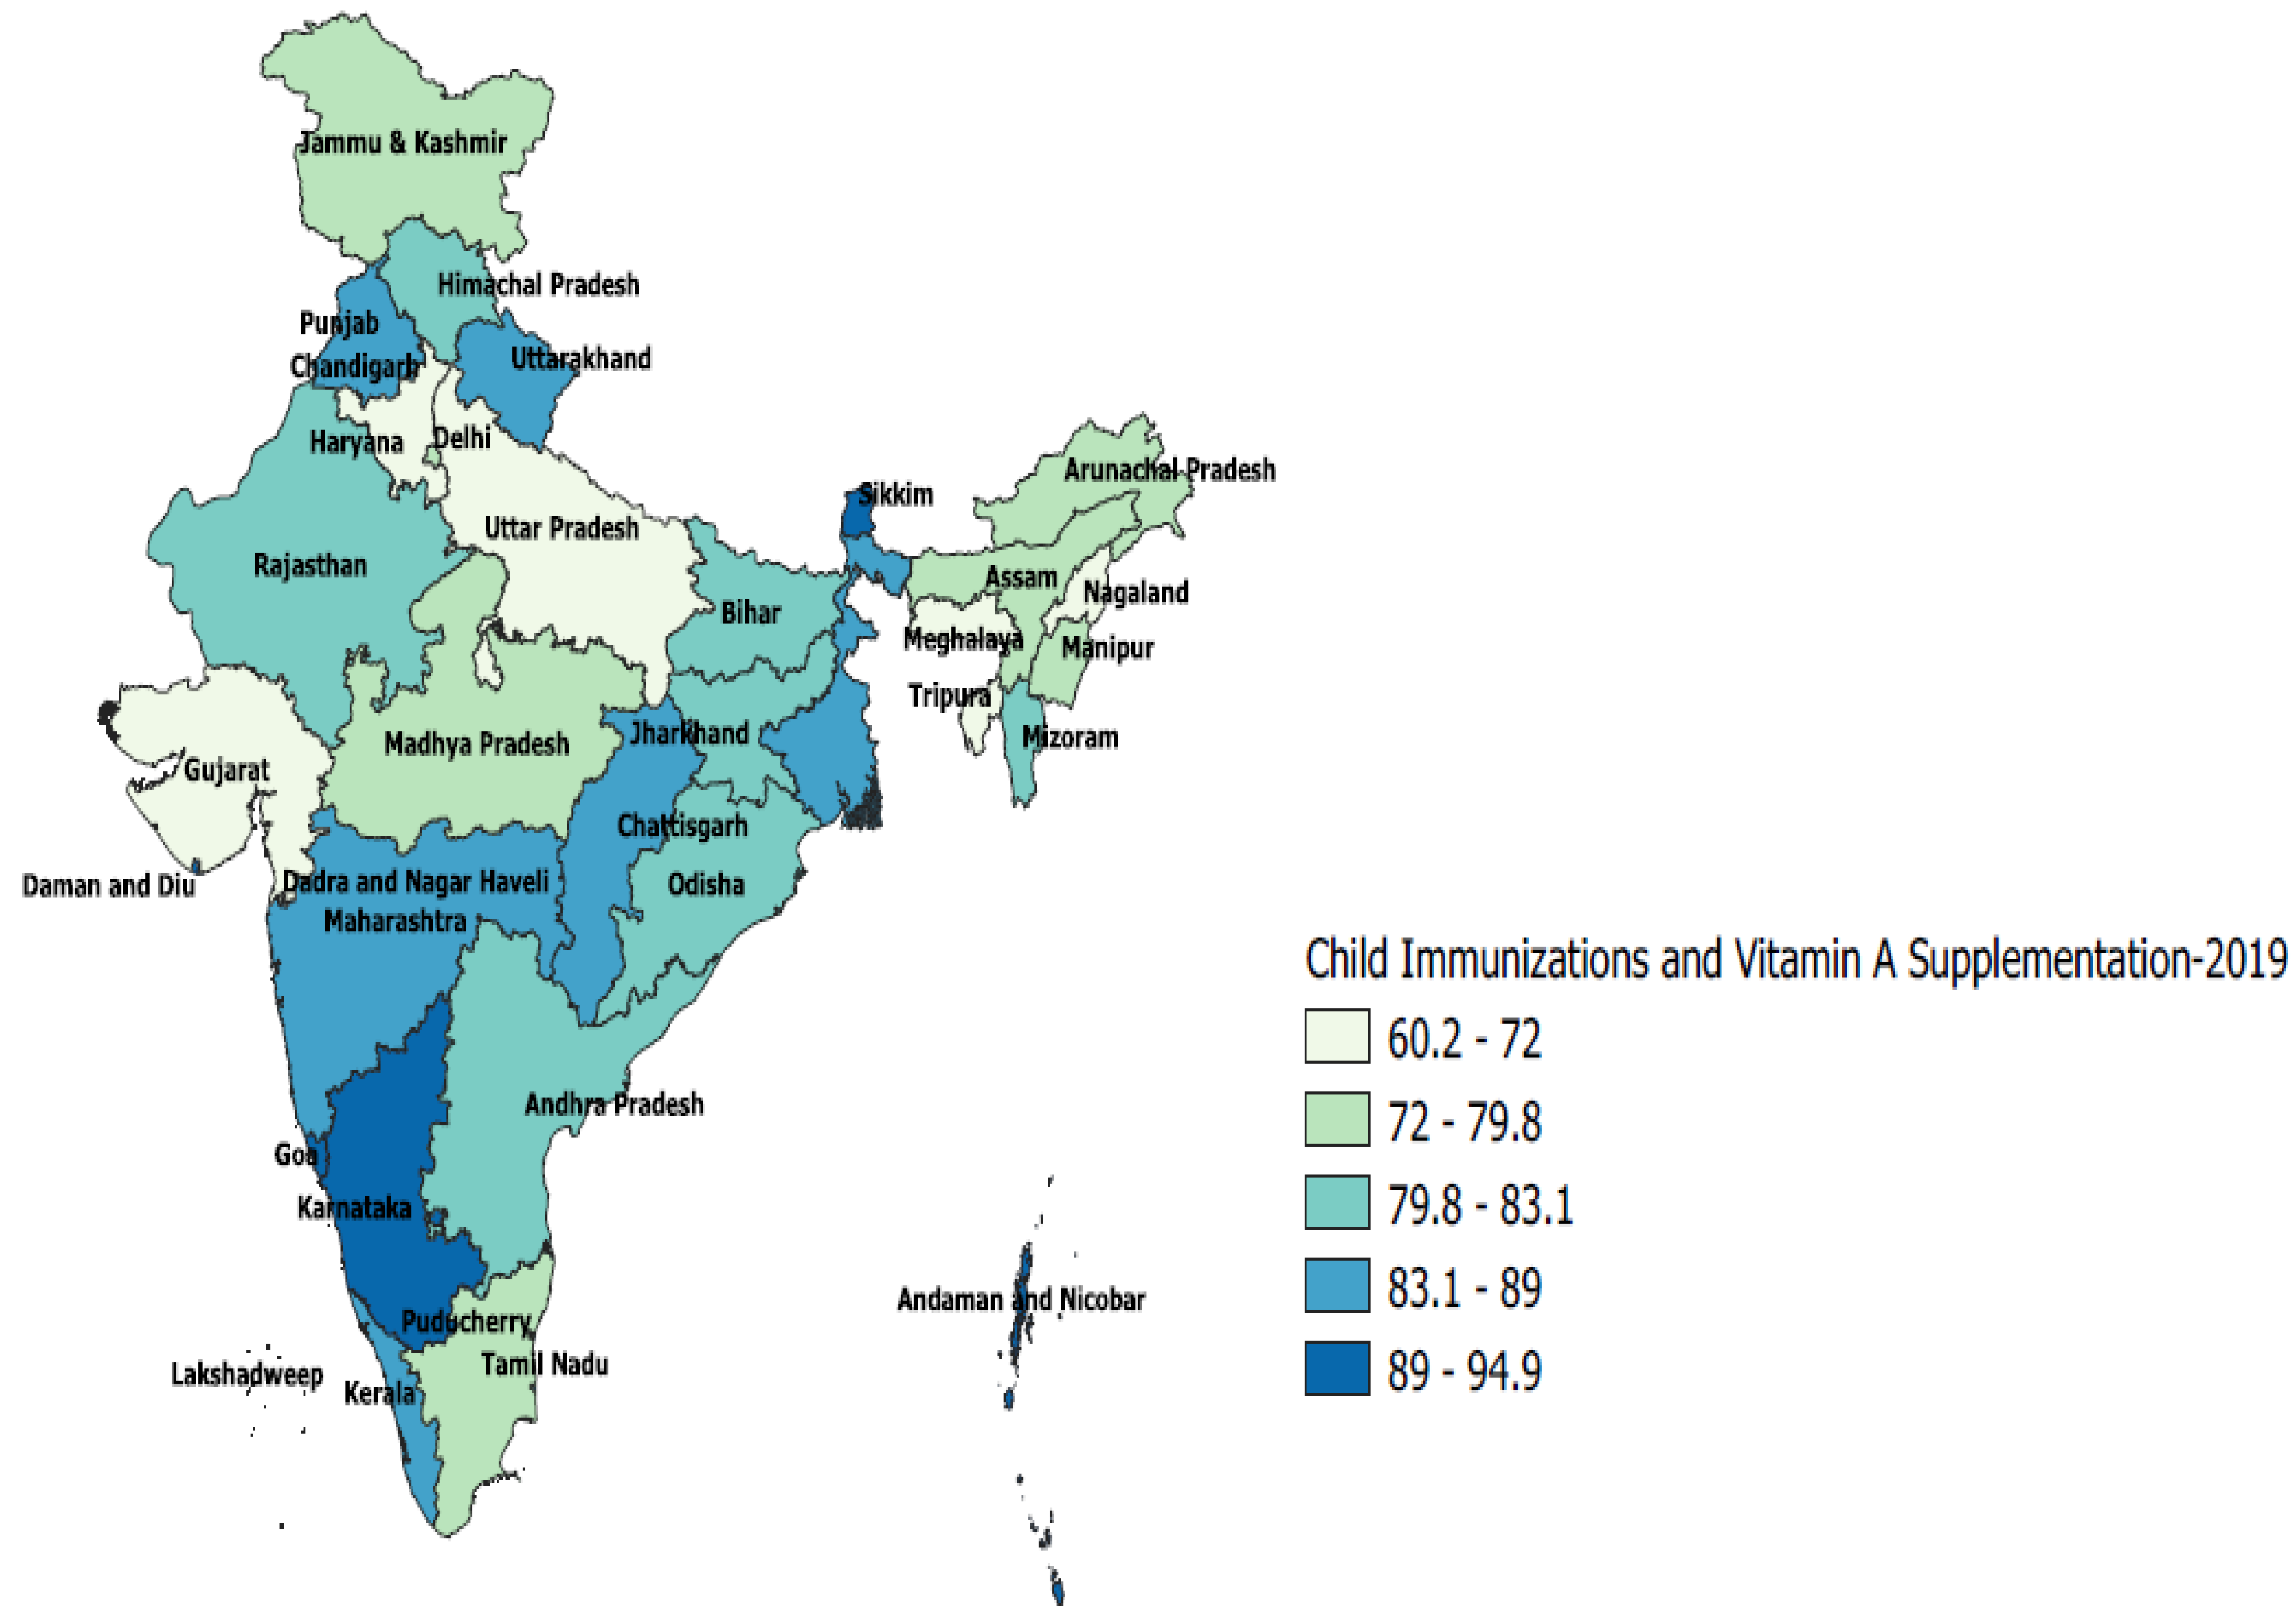 Jammu & Kashmir
Himachal Pradesh
Punjab
Uttarakhand
Chandigarh
Haryana
Delhi
Arunachal Pradesh
Sikkim
Uttar Pradesh
Rajasthan
Assam
Nagaland
Bihar
Meghalaya
Manipur
Tripura
Jharkhand
Mizoram
Madhya Pradesh
Gujarat
Chattisgarh
Dadra and Nagar Haveli
Odisha
Daman and Diu
Maharashtra
Child Immunizations and Vitamin A Supplementation-2019
60.2 - 72
72 - 79.8
79.8 - 83.1
83.1 - 89
89 - 94.9
Andhra Pradesh
Goa
Karnataka
Andaman and Nicobar
Puducherry
Tamil Nadu
Lakshadweep
Kerala